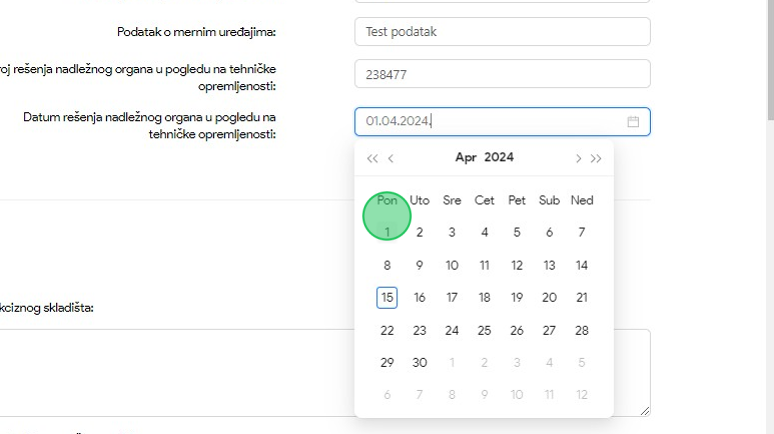 Podatak o mernim uređajima:
Test podatak
oj rešenja nadležnog organa u pogledu na tehničke
opremljenosti:
238477
Datum rešenja nadležnog organa u pogledu na
tehničke opremljenosti:
01.04.2024.
Apr 2024
Pon Uto Sre Cet Pet Sub Ned
1 2 3 4 5 6 7
8 9 10 11 12 13 14
15 16 17 18 19 20 21
22 23 24 25 26 27 28
29 30 1 2 3 4 5
6 7 8 9 10 11 12
kciznog skladišta: